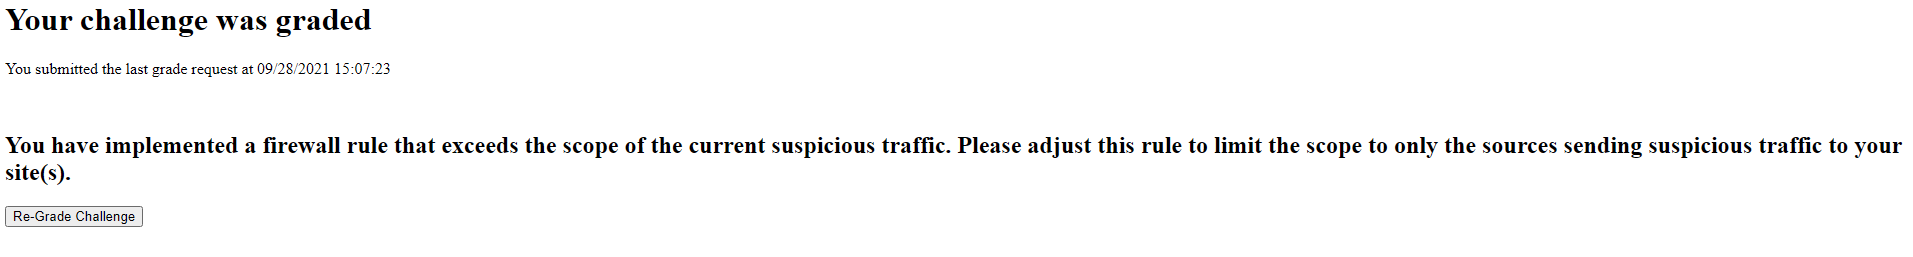 Your challenge was graded
You submitted the last grade request at 09/28/2021 15:07:23
You have implemented a firewall rule that exceeds the scope of the current suspicious traffic. Please adjust this rule to limit the scope to only the sources sending suspicious traffic to your
site(s).
Re-Grade Challenge